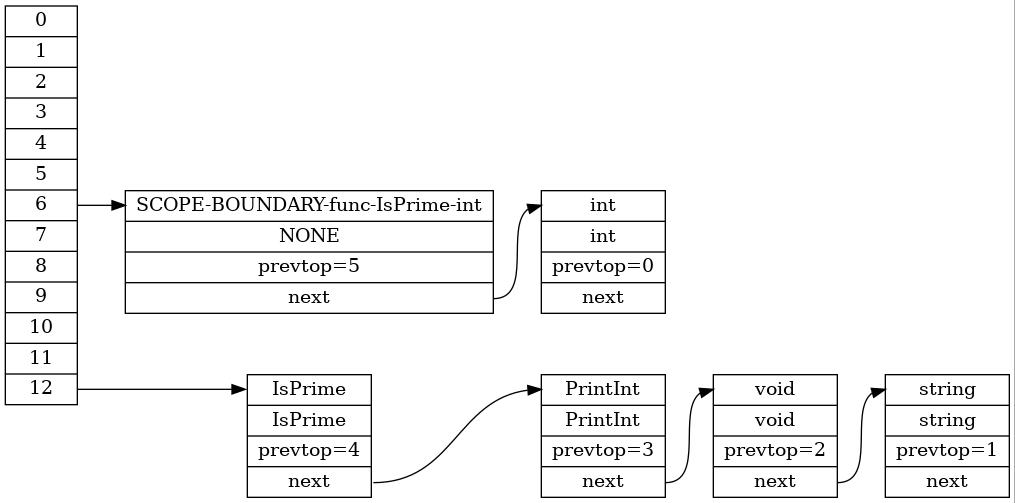 0
1
2
3
4
5
6
7
8
9
10
11
12
SCOPE-BOUNDARY-func-IsPrime-int
NONE
prevtop=5
next
int
int
prevtop=0
next
IsPrime
IsPrime
prevtop=4
next
PrintInt
PrintInt
prevtop=3
next
void
void
prevtop=2
next
string
string
prevtop=1
next